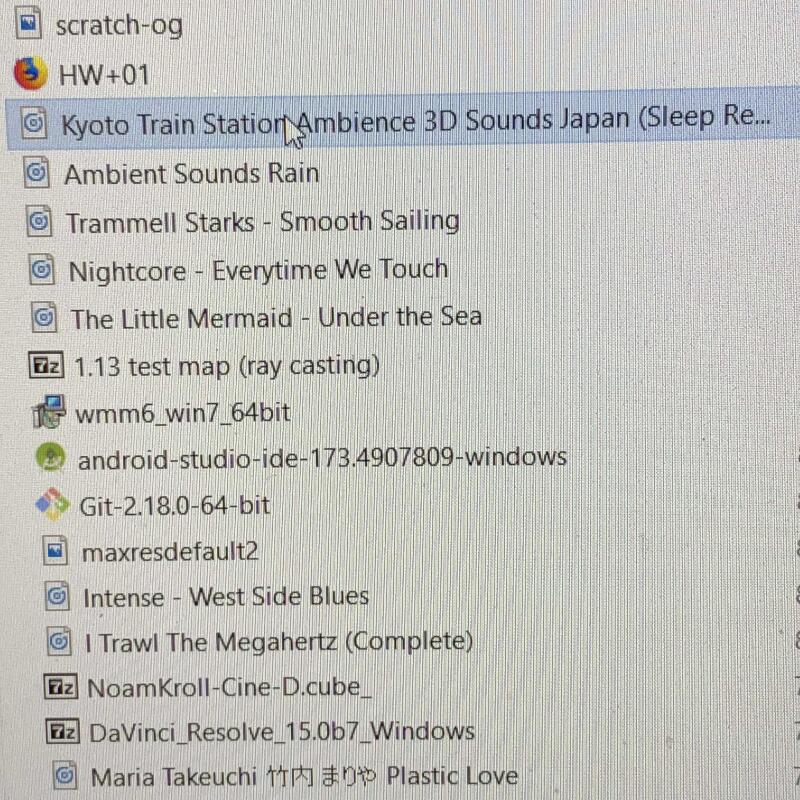 scratch-og
HW+01
Kyoto Train Station Ambience 3D Sounds Japan (Sleep Re...
Ambient Sounds Rain
Trammell Starks - Smooth Sailing
Nightcore - Everytime We Touch
The Little Mermaid - Under the Sea
7z 1.13 test map (ray casting)
wmm6_win7_64bit
android-studio-ide-173.4907809-windows
Git-2.18.0-64-bit
maxresdefault2
Intense - West Side Blues
I Trawl The Megahertz (Complete)
7z NoamKroll-Cine-D.cube_
7z DaVinci_Resolve_15.0b7_Windows
Maria Takeuchi 竹内 まりや Plastic Love